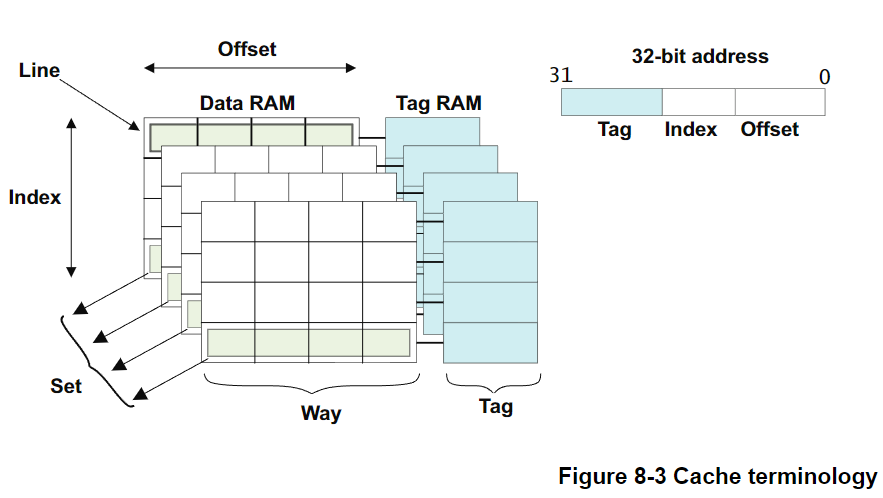 Offset
32-bit address
Line
31
0
Data RAM
Tag RAM
Tag
Index
Offset
Index
Set
Way
Tag
Figure 8-3 Cache terminology